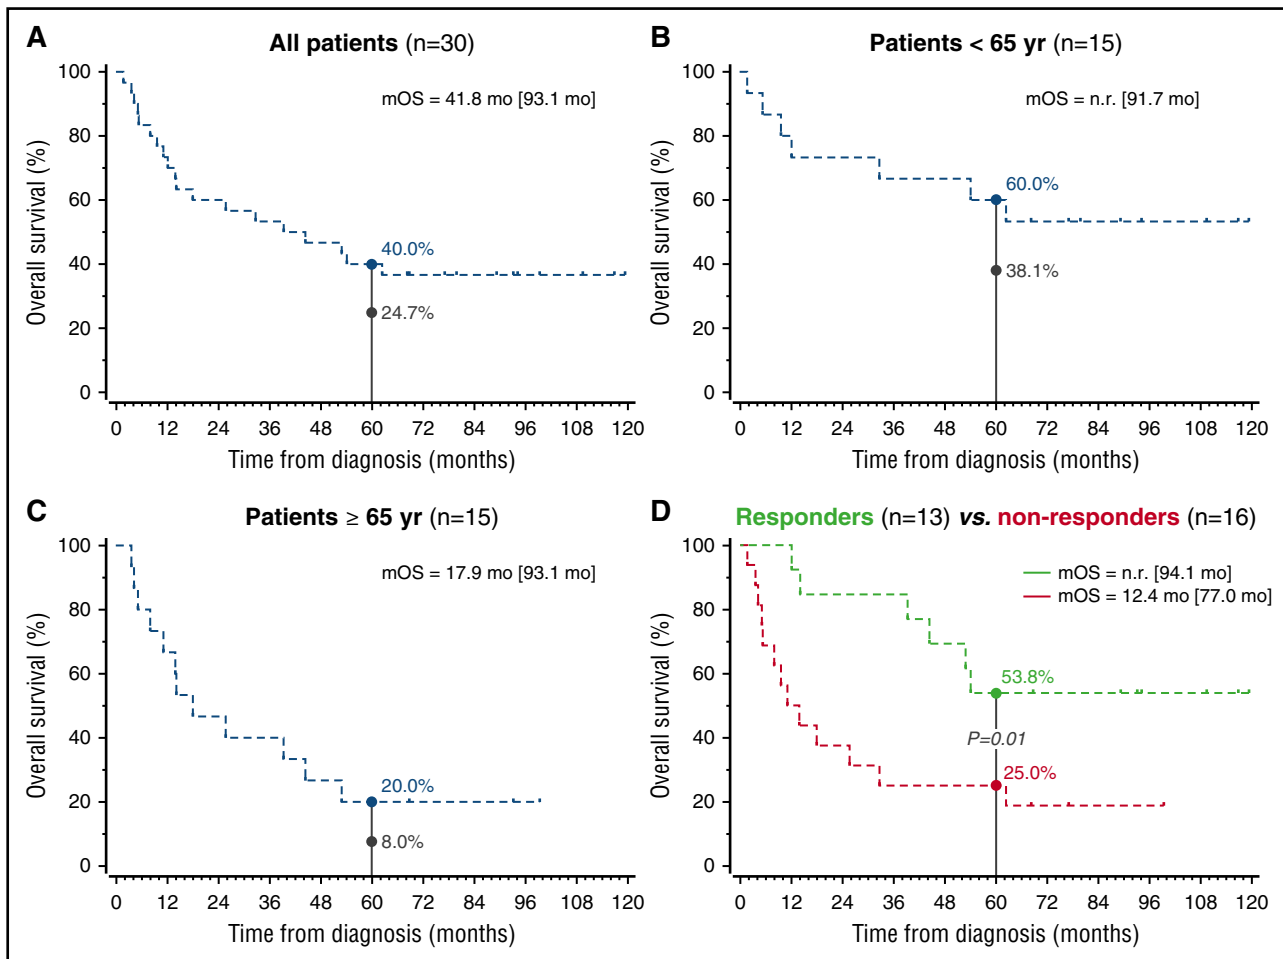 A
All patients (n=30)
mOS = 41.8 mo [93.1 mo]
Overall survival (%)
100
80
60
40
20
0
40.0%
24.7%
0 12 24 36 48 60 72 84 96 108 120
Time from diagnosis (months)
B
Patients < 65 yr (n=15)
mOS = n.r. [91.7 mo]
Overall survival (%)
100
80
60
40
20
0
60.0%
38.1%
0 12 24 36 48 60 72 84 96 108 120
Time from diagnosis (months)
C
Patients ≥ 65 yr (n=15)
mOS = 17.9 mo [93.1 mo]
Overall survival (%)
100
80
60
40
20
0
20.0%
8.0%
0 12 24 36 48 60 72 84 96 108 120
Time from diagnosis (months)
D
Responders (n=13) vs. non-responders (n=16)
mOS = n.r. [94.1 mo]
mOS = 12.4 mo [77.0 mo]
Overall survival (%)
100
80
60
40
20
0
53.8%
P=0.01
25.0%
0 12 24 36 48 60 72 84 96 108 120
Time from diagnosis (months)